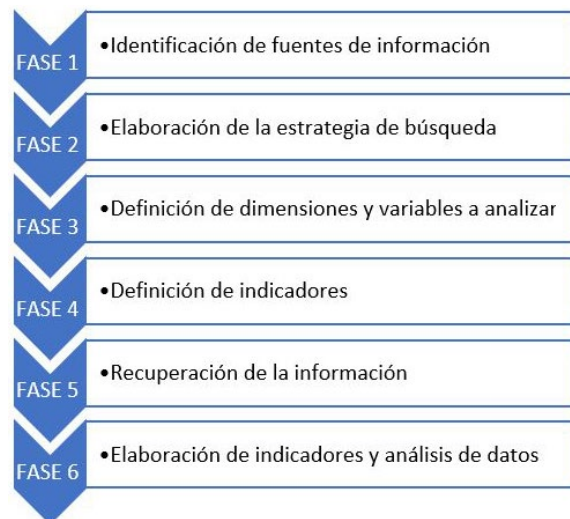 FASE 1
•Identificación de fuentes de información
FASE 2
•Elaboración de la estrategia de búsqueda
FASE 3
•Definición de dimensiones y variables a analizar
FASE 4
•Definición de indicadores
FASE 5
•Recuperación de la información
FASE 6
•Elaboración de indicadores y análisis de datos